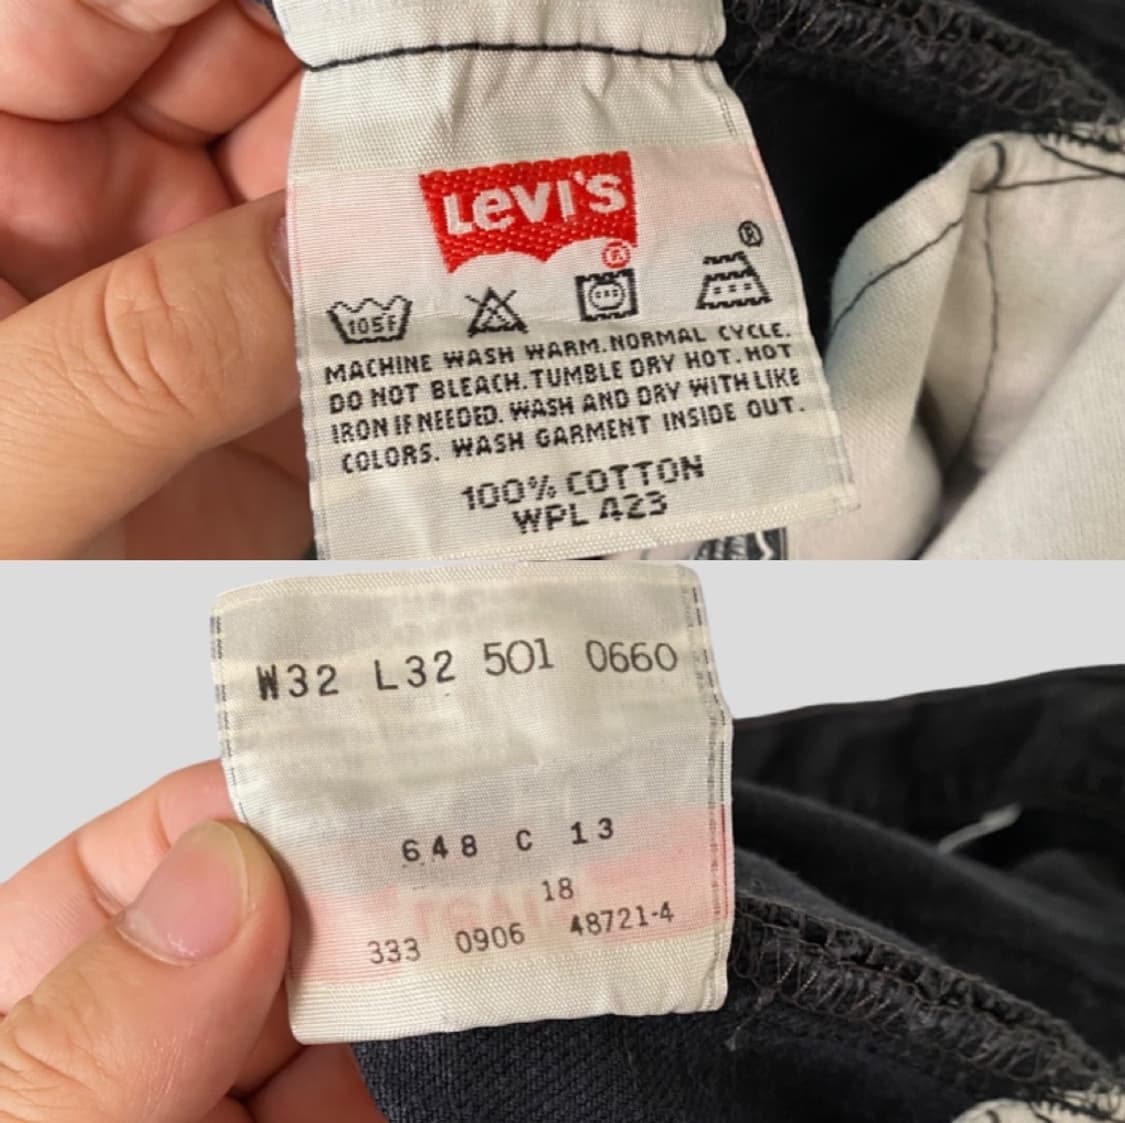 LEVI'S
®
®
105F
MACHINE WASH WARM. NORMAL CYCLE.
DO NOT BLEACH. TUMBLE DRY HOT. HOT
IRON IF NEEDED. WASH AND DRY WITH LIKE
COLORS. WASH GARMENT INSIDE OUT.
100% COTTON
WPL 423
W32 L32 501 0660
648 C 13
18
333 0906 48721-4